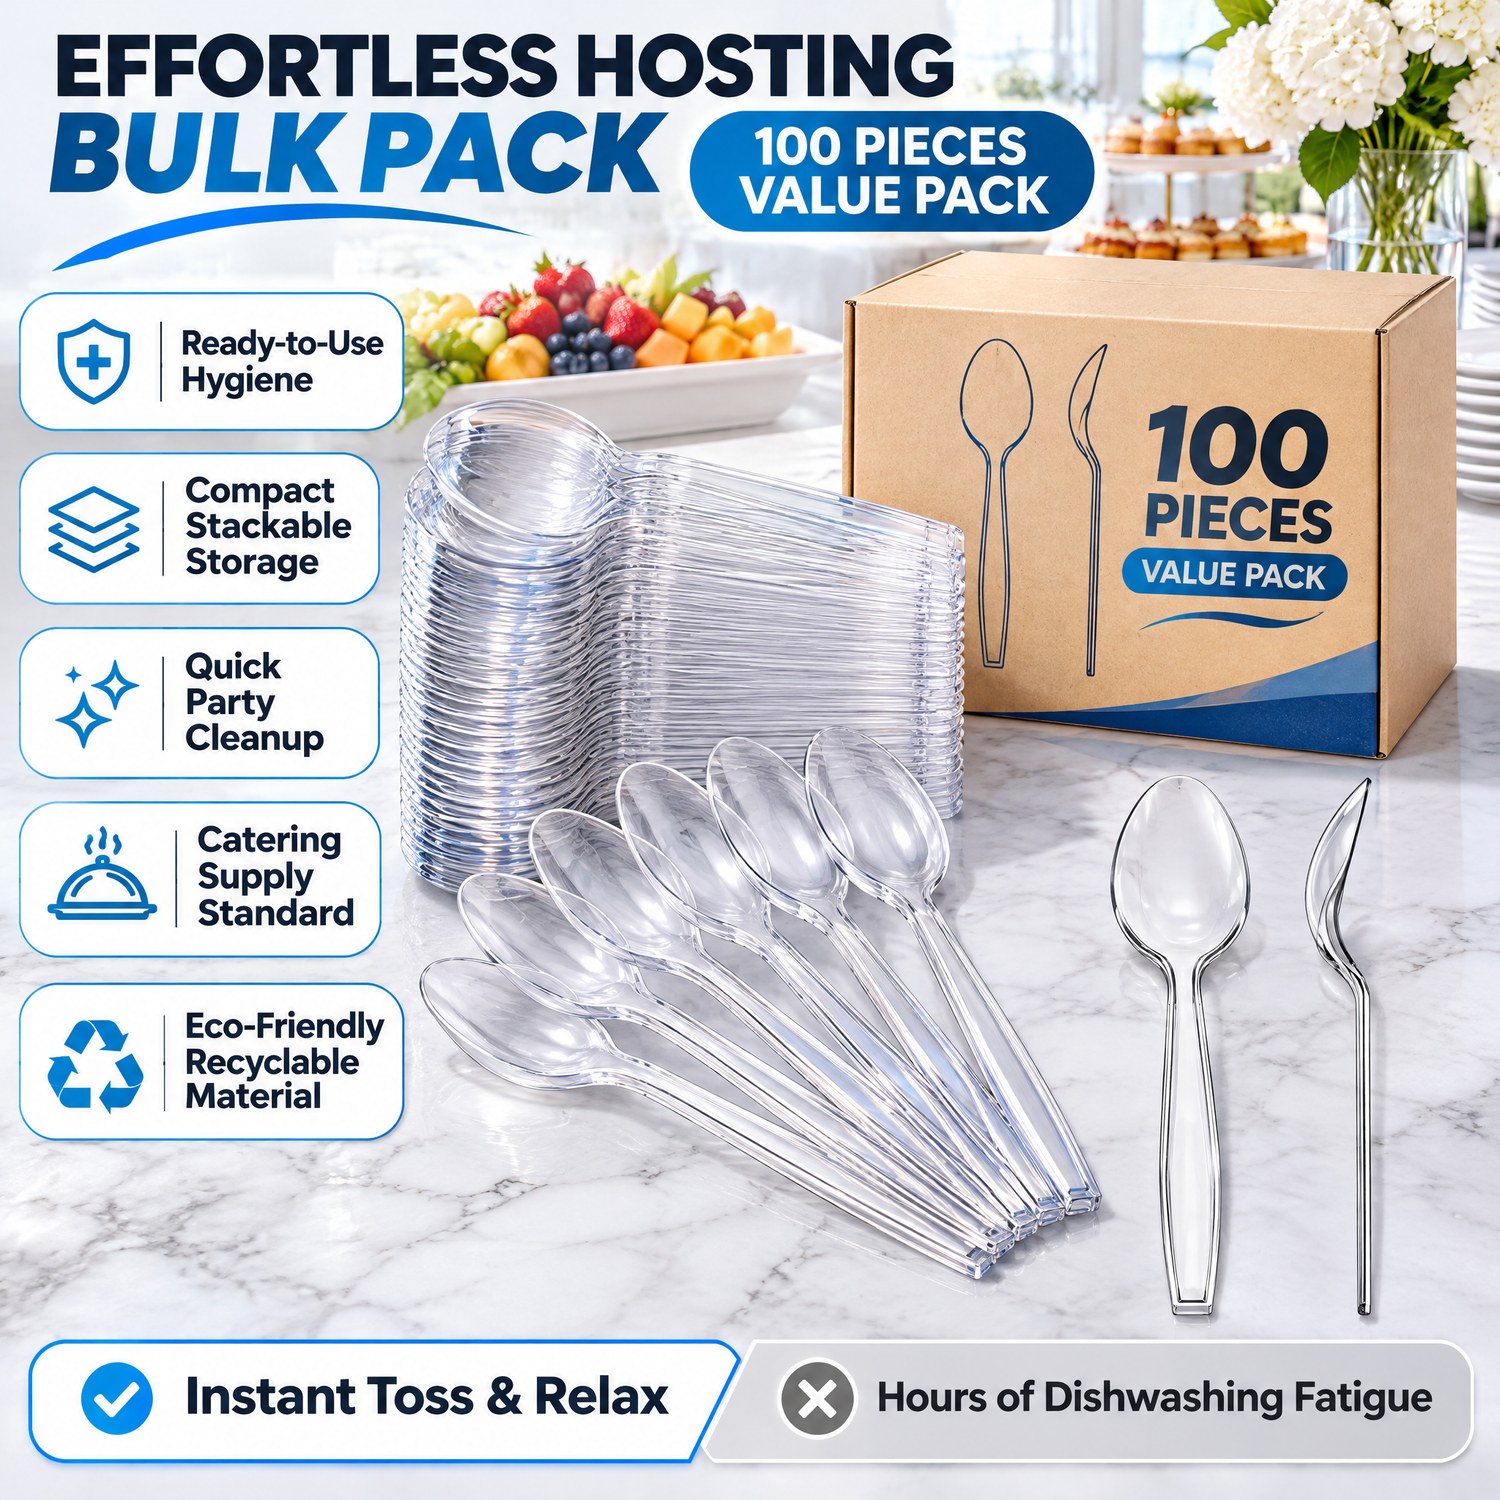 EFFORTLESS HOSTING
BULK PACK
100 PIECES
VALUE PACK
Ready-to-Use
Hygiene
Compact
Stackable
Storage
Quick
Party
Cleanup
Catering
Supply
Standard
Eco-Friendly
Recyclable
Material
100
PIECES
VALUE PACK
Instant Toss & Relax
Hours of Dishwashing Fatigue